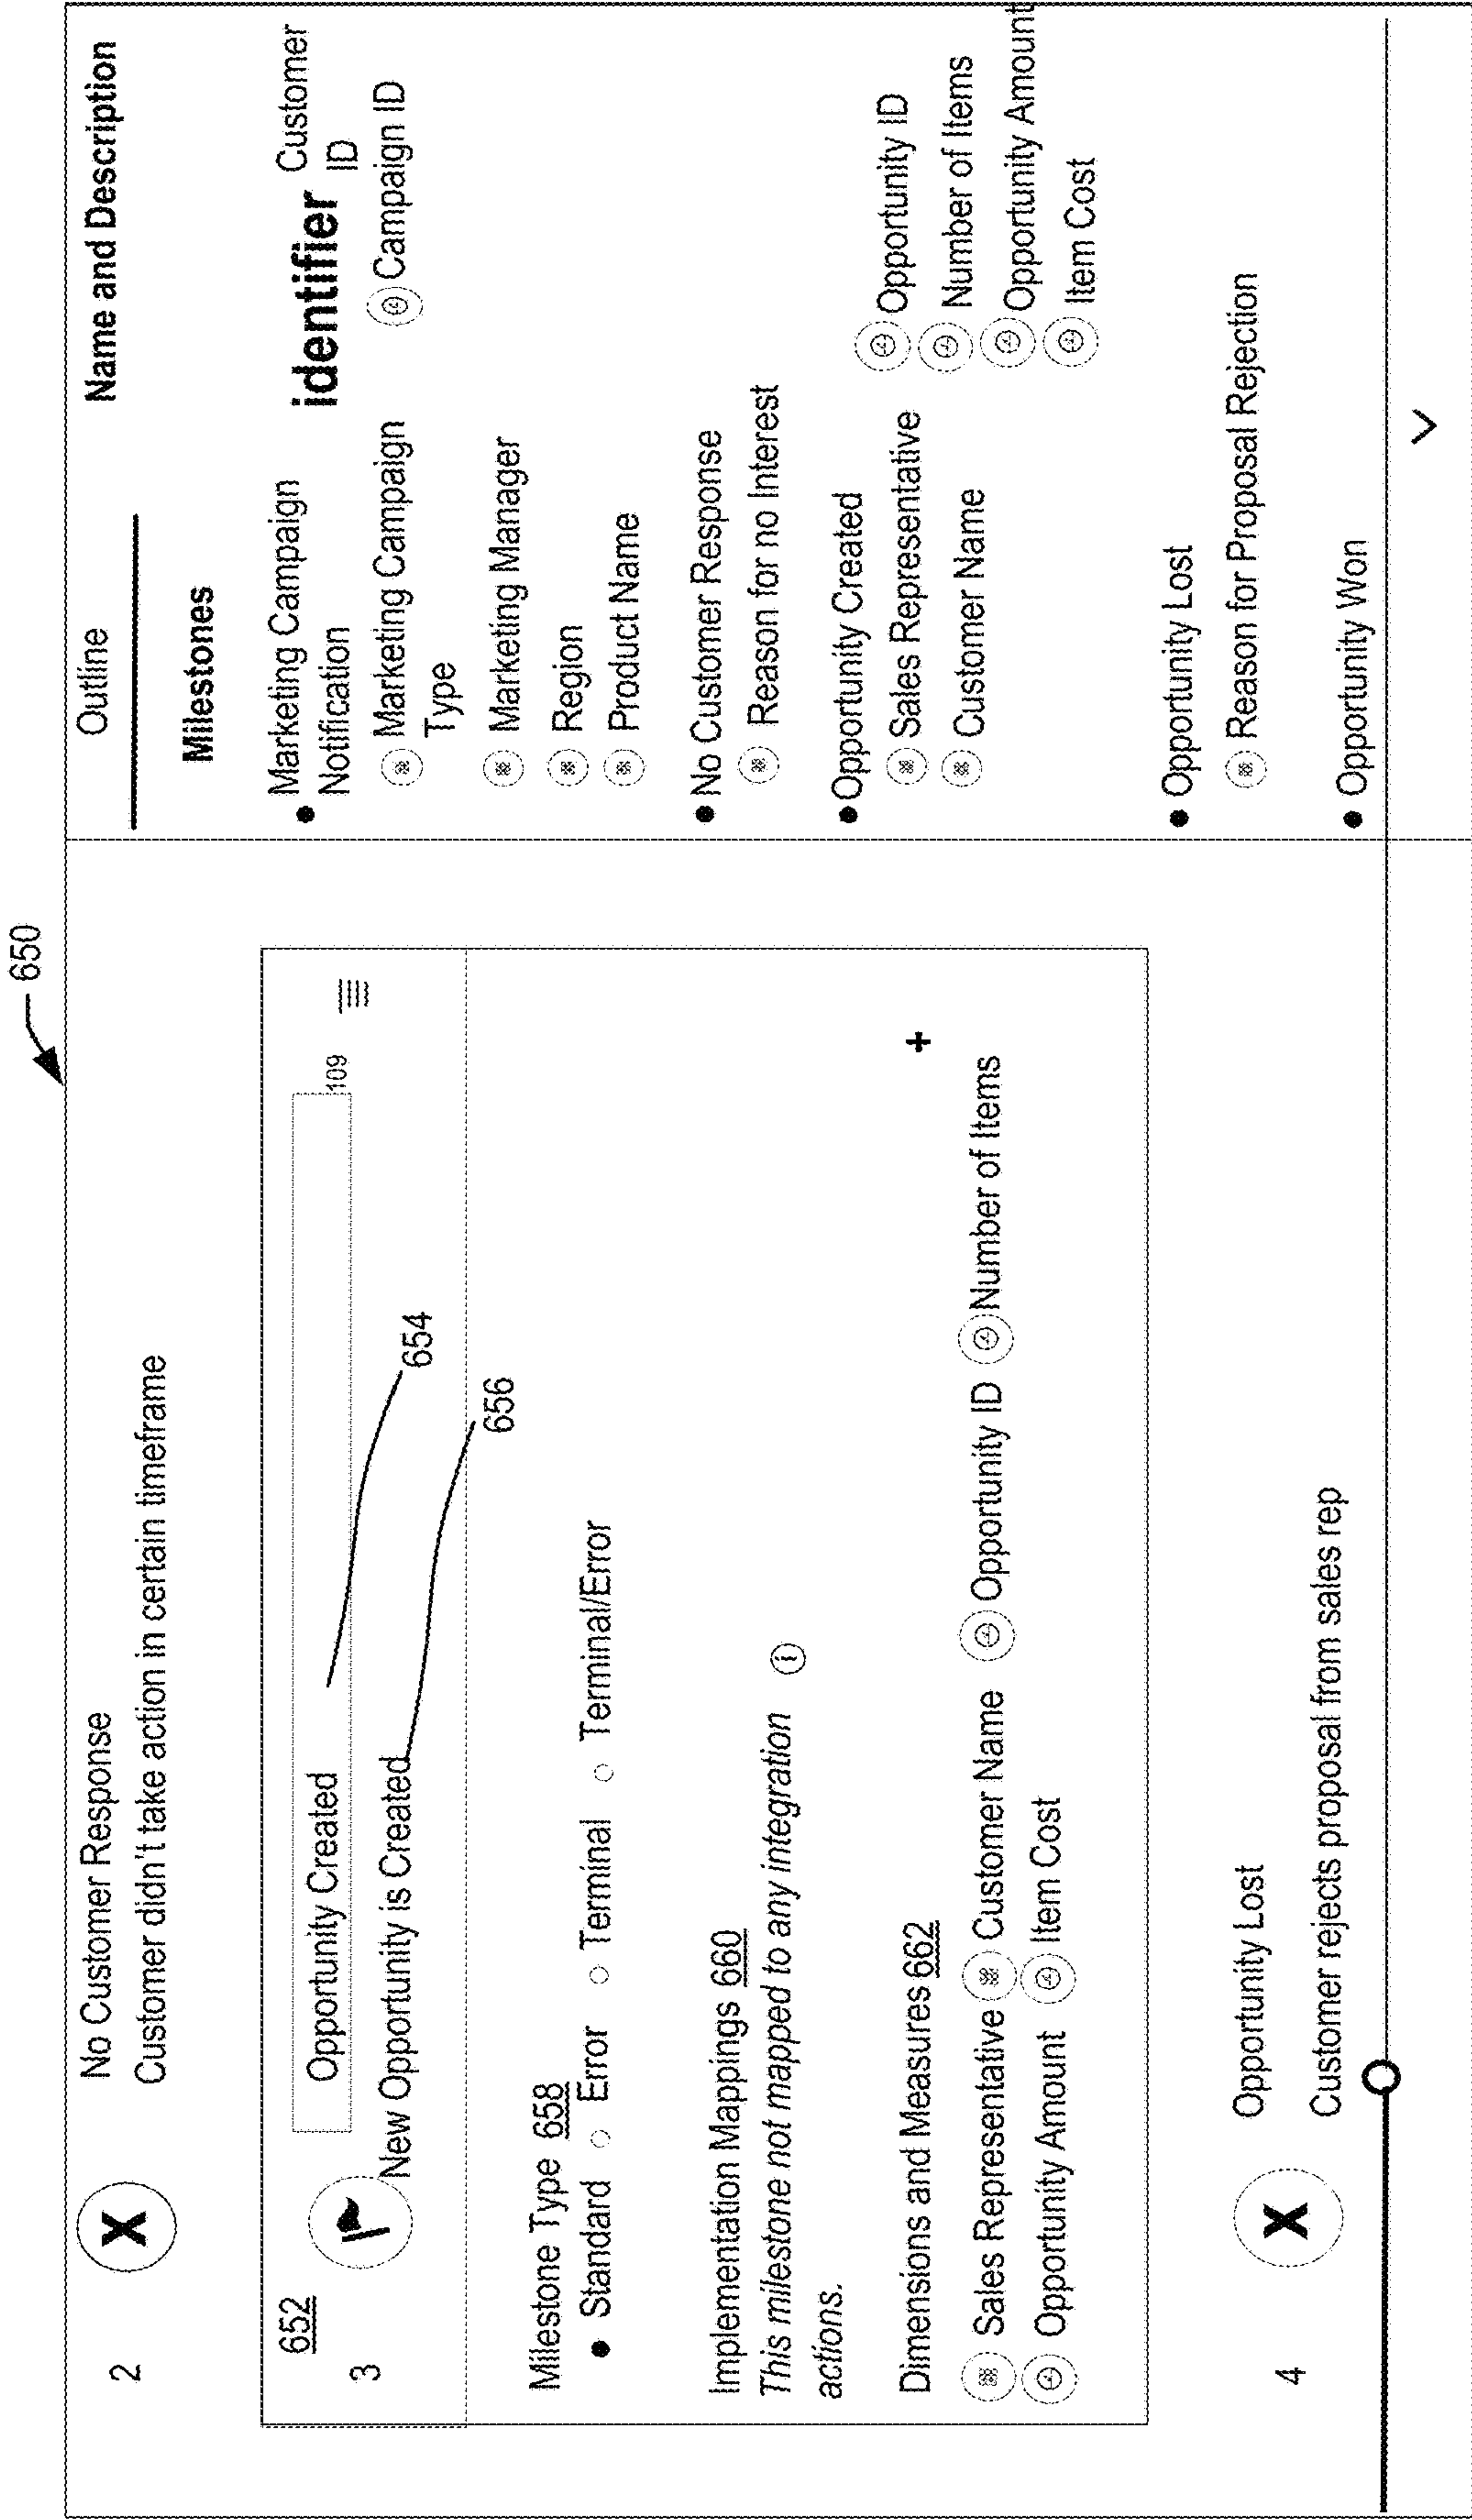 650
2
No Customer Response
Customer didn't take action in certain timeframe
652
3
Opportunity Created
109
New Opportunity is Created
654
656
Milestone Type 658
Standard Error Terminal Terminal/Error
Implementation Mappings 660
This milestone not mapped to any integration
actions.
Dimensions and Measures 662 +
Sales Representative Customer Name Opportunity ID Number of Items
Opportunity Amount Item Cost
4
Opportunity Lost
Customer rejects proposal from sales rep
Outline
Name and Description
Milestones
• Marketing Campaign
Notification
identifier
Customer
ID
Marketing Campaign
Type
Campaign ID
Marketing Manager
Region
Product Name
• No Customer Response
Reason for no Interest
• Opportunity Created
Sales Representative
Customer Name
Opportunity ID
Number of Items
Opportunity Amount
Item Cost
• Opportunity Lost
Reason for Proposal Rejection
• Opportunity Won